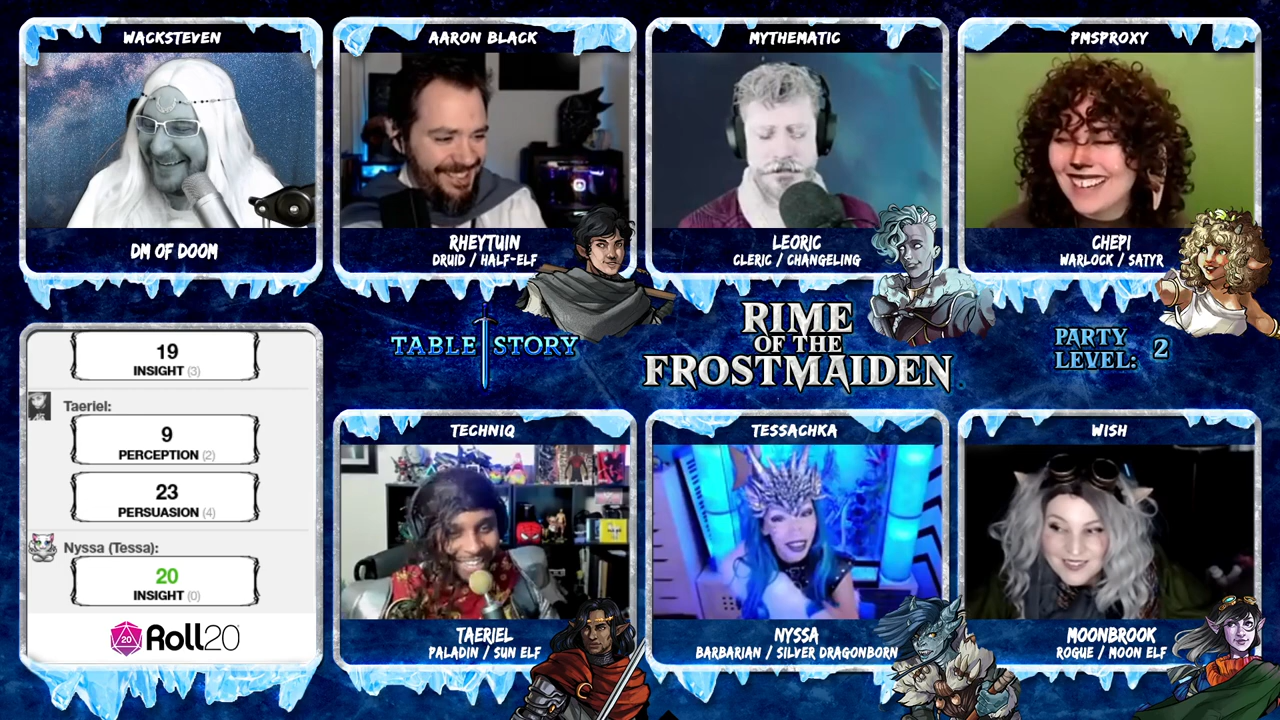 WACKSTEVEN
AARON BLACK
MYTHEMATIC
PMSPROXY
DM OF DOOM
RHEYTUIN
DRUID / HALF-ELF
LEORIC
CLERIC / CHANGELING
CHEPI
WARLOCK / SATYR
TABLE STORY
RIME
OF THE
FROSTMAIDEN
PARTY
LEVEL: 2
19
INSIGHT (3)
Taeriel:
9
PERCEPTION (2)
23
PERSUASION (4)
Nyssa (Tessa):
20
INSIGHT (0)
20 Roll20
TECHNIQ
TESSACHKA
WISH
TAERIEL
PALADIN / SUN ELF
NYSSA
BARBARIAN / SILVER DRAGONBORN
MOONBROOK
ROGUE / MOON ELF